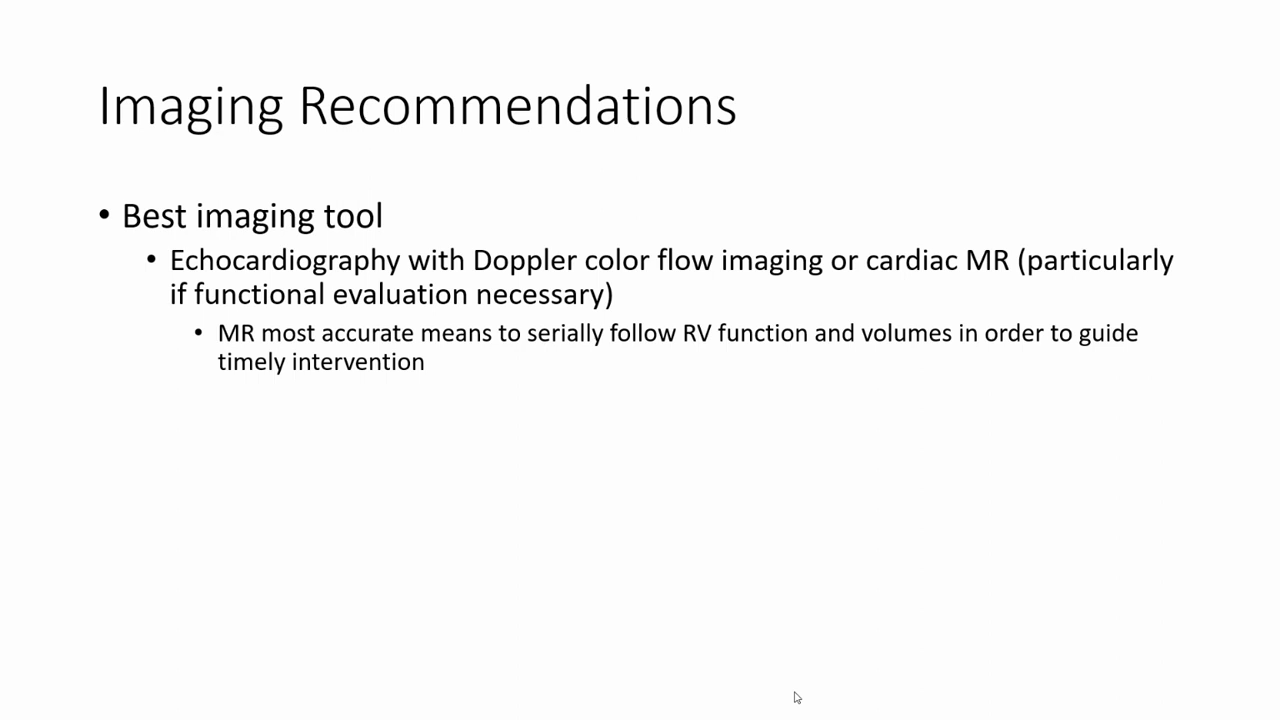 Imaging Recommendations
• Best imaging tool
• Echocardiography with Doppler color flow imaging or cardiac MR (particularly
if functional evaluation necessary)
• MR most accurate means to serially follow RV function and volumes in order to guide
timely intervention